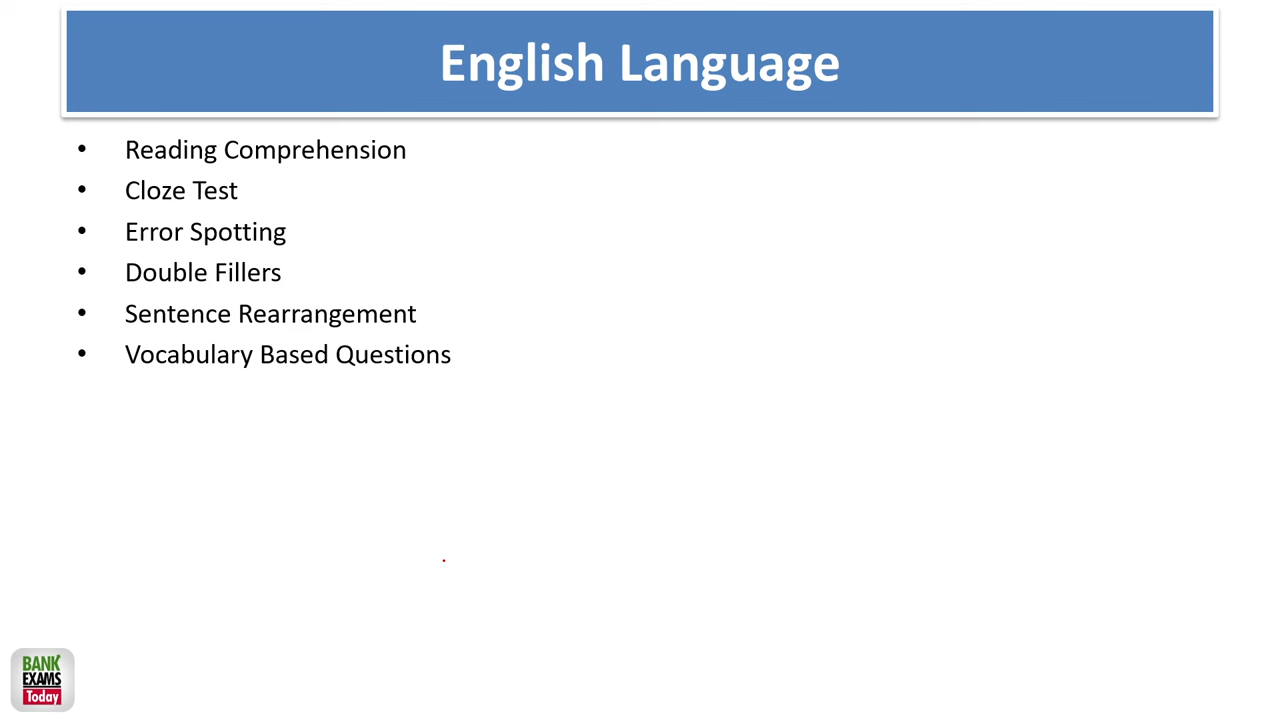 English Language
• Reading Comprehension
• Cloze Test
• Error Spotting
• Double Fillers
• Sentence Rearrangement
• Vocabulary Based Questions
BANK
EXAMS
Today